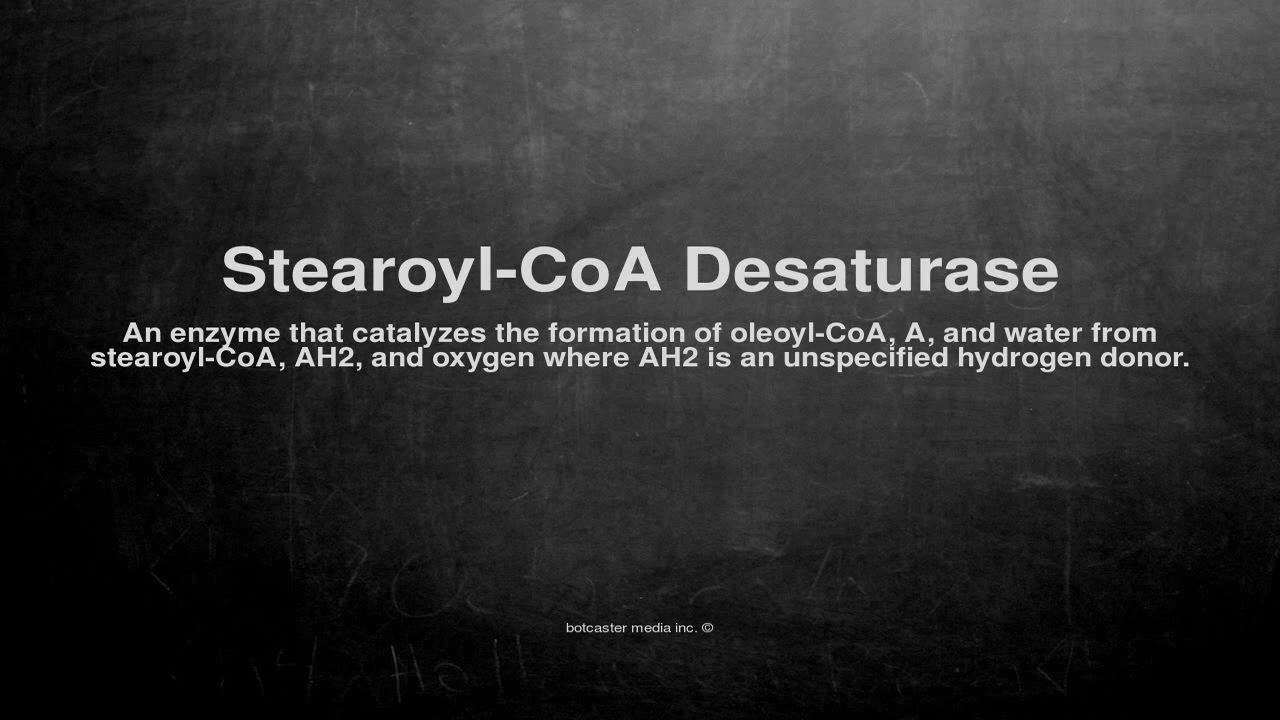 Stearoyl-CoA Desaturase
An enzyme that catalyzes the formation of oleoyl-CoA, A, and water from
stearoyl-CoA, AH2, and oxygen where AH2 is an unspecified hydrogen donor.
botcaster media inc. ©